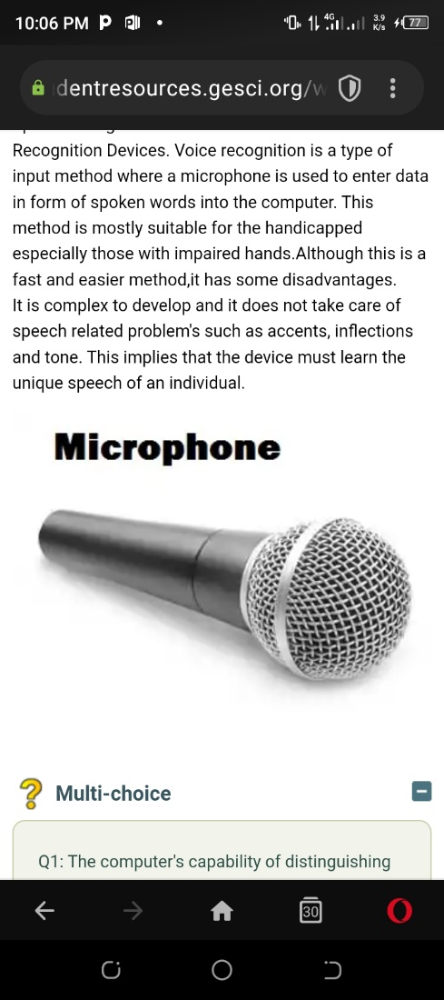 10:06 PM
4G
3.9
K/s
77
dentresources.gesci.org/w
Recognition Devices. Voice recognition is a type of
input method where a microphone is used to enter data
in form of spoken words into the computer. This
method is mostly suitable for the handicapped
especially those with impaired hands.Although this is a
fast and easier method,it has some disadvantages.
It is complex to develop and it does not take care of
speech related problem's such as accents, inflections
and tone. This implies that the device must learn the
unique speech of an individual.
Microphone
Multi-choice
Q1: The computer's capability of distinguishing
30